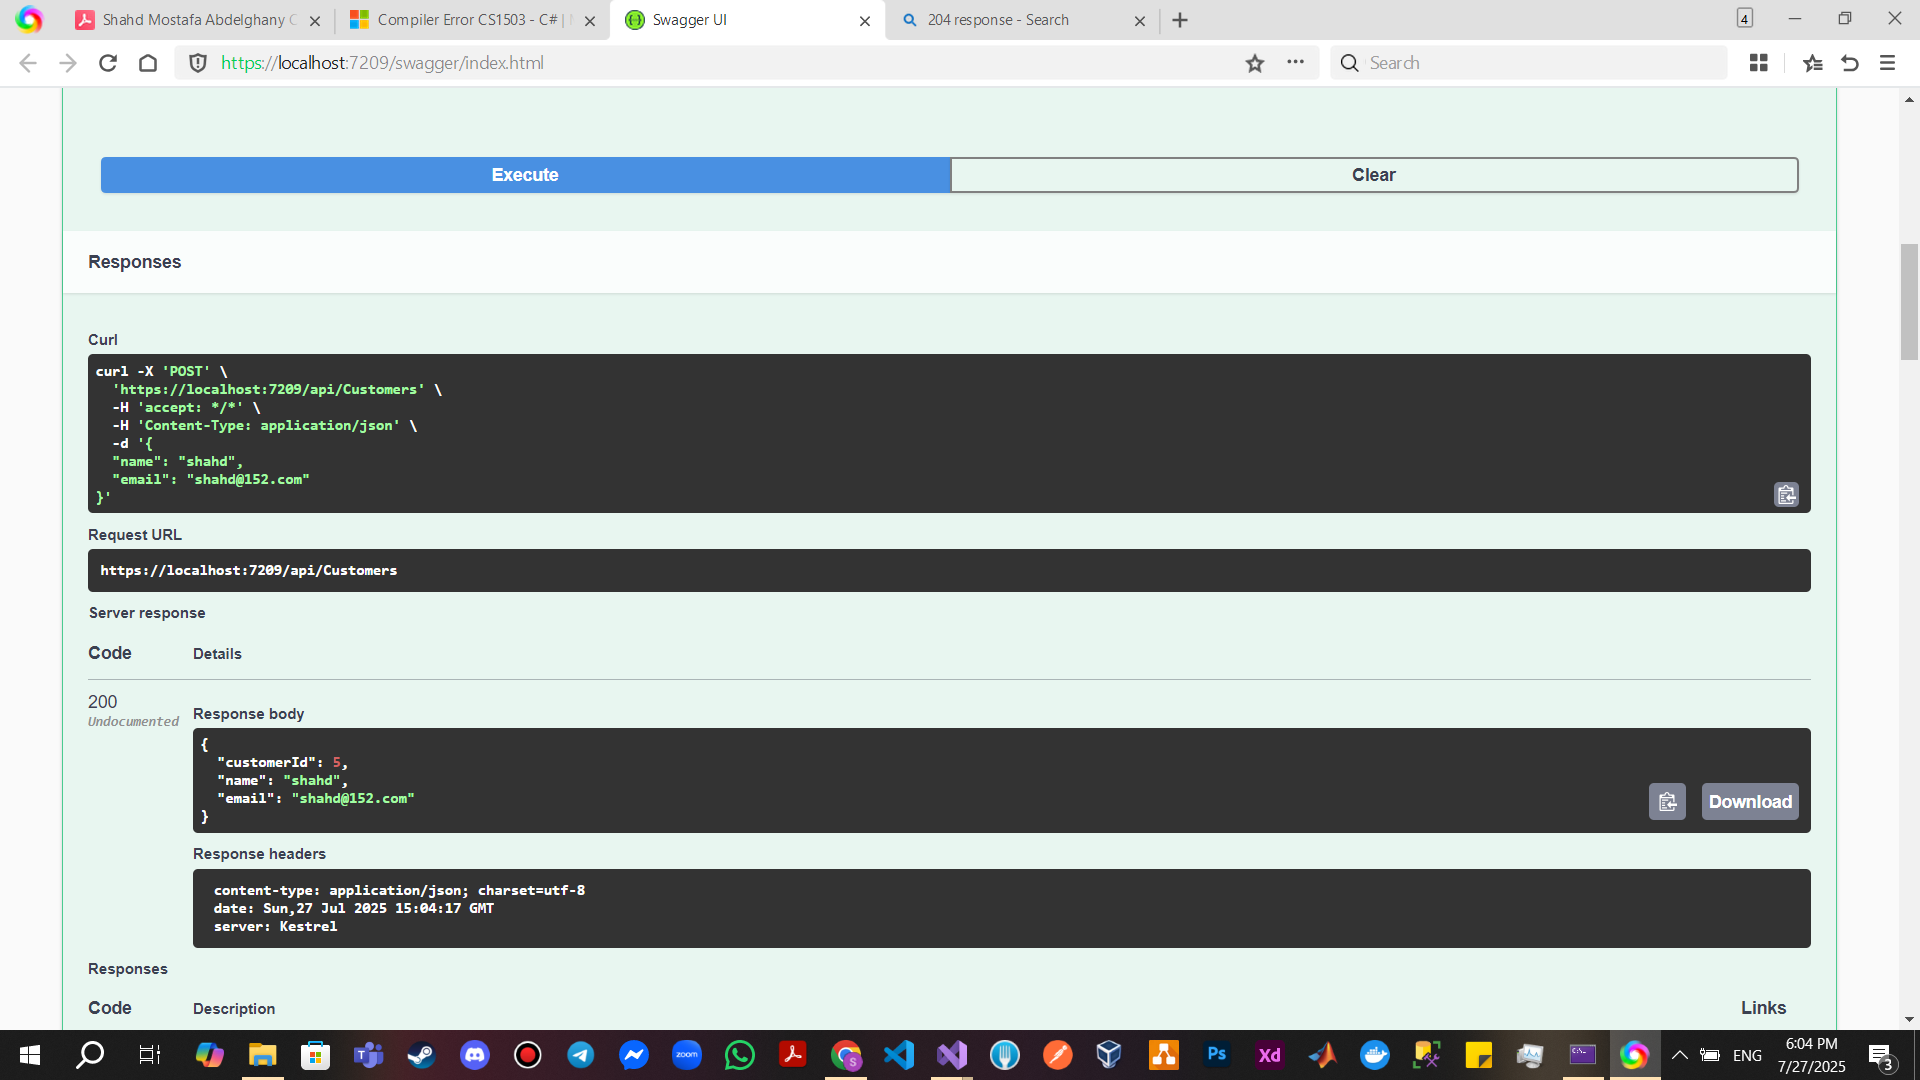 Shahd Mostafa Abdelghany C
Compiler Error CS1503 - C# |
Swagger UI
204 response - Search
4
https://localhost:7209/swagger/index.html
Search
Execute
Clear
Responses
Curl
curl -X 'POST' \
'https://localhost:7209/api/Customers' \
-H 'accept: */*' \
-H 'Content-Type: application/json' \
-d '{
"name": "shahd",
"email": "shahd@152.com"
}'
Request URL
https://localhost:7209/api/Customers
Server response
Code
Details
200
Undocumented
Response body
{
"customerId": 5,
"name": "shahd",
"email": "shahd@152.com"
}
Download
Response headers
content-type: application/json; charset=utf-8
date: Sun,27 Jul 2025 15:04:17 GMT
server: Kestrel
Responses
Code
Description
Links
zoom
Ps
Xd
ENG
6:04 PM
7/27/2025
3